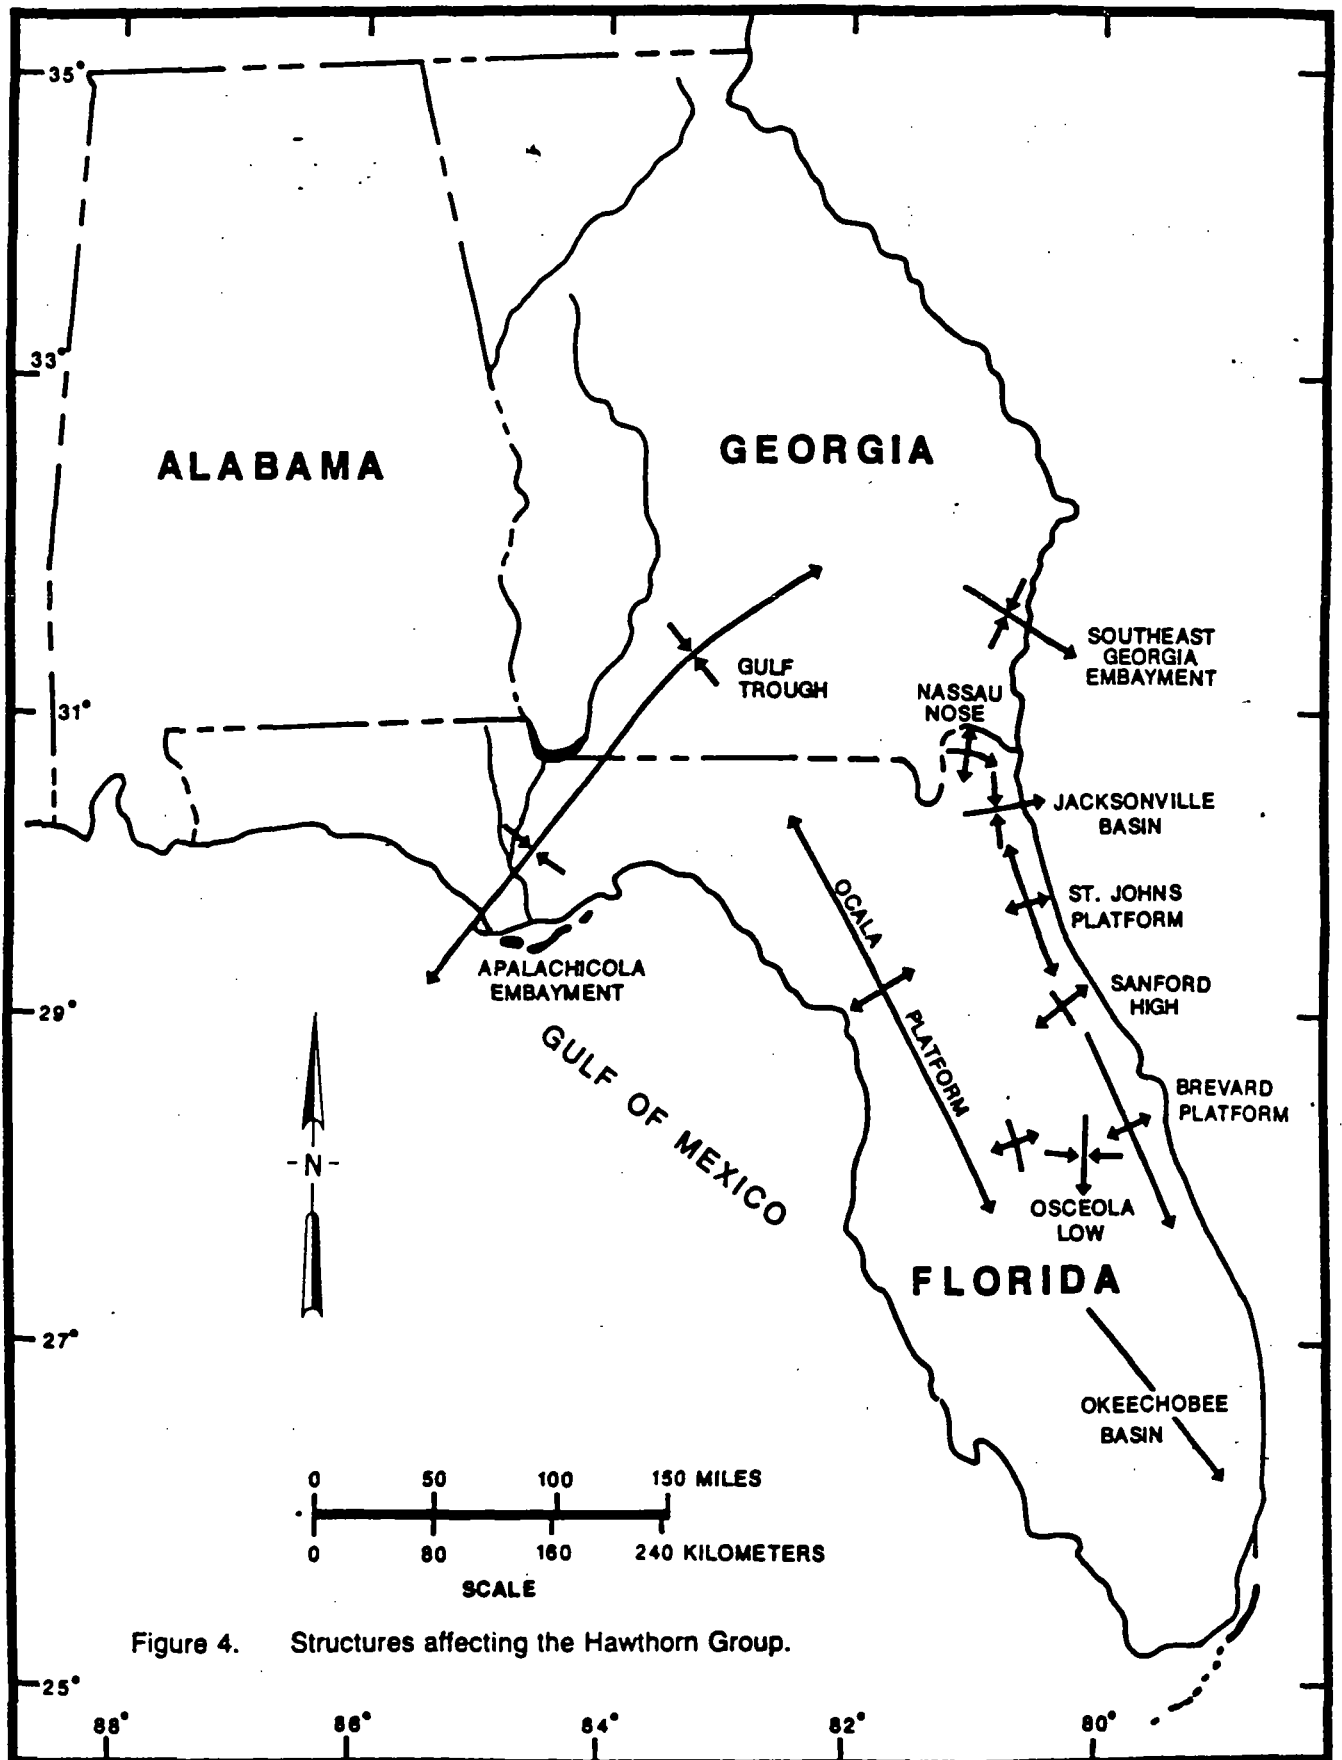 35°
33°
ALABAMA
GEORGIA
GULF
TROUGH
SOUTHEAST
GEORGIA
EMBAYMENT
NASSAU
NOSE
31°
JACKSONVILLE
BASIN
OCALA
PLATFORM
ST. JOHNS
PLATFORM
APALACHICOLA
EMBAYMENT
SANFORD
HIGH
29°
GULF OF MEXICO
BREVARD
PLATFORM
-N-
OSCEOLA
LOW
FLORIDA
27°
OKEECHOBEE
BASIN
0 50 100 150 MILES
0 80 160 240 KILOMETERS
SCALE
Figure 4. Structures affecting the Hawthorn Group.
25°
88° 86° 84° 82° 80°